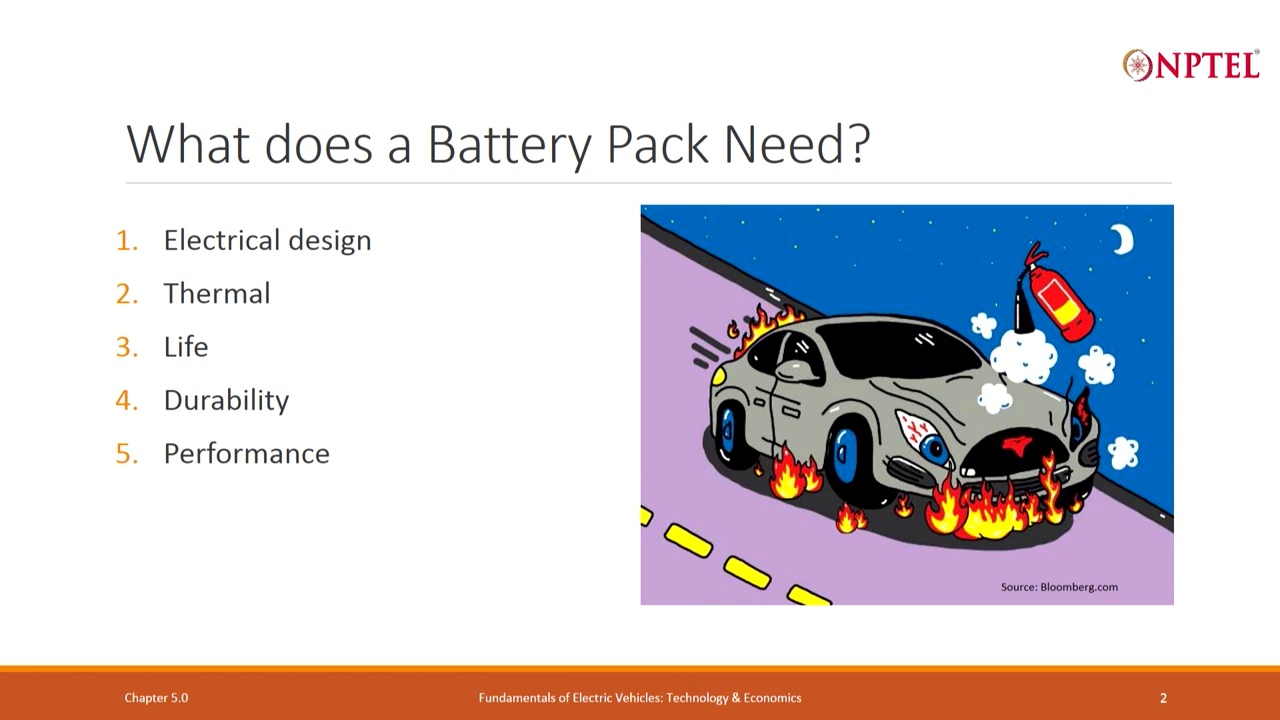 NPTEL
What does a Battery Pack Need?
1. Electrical design
2. Thermal
3. Life
4. Durability
5. Performance
Source: Bloomberg.com
Chapter 5.0
Fundamentals of Electric Vehicles: Technology & Economics
2